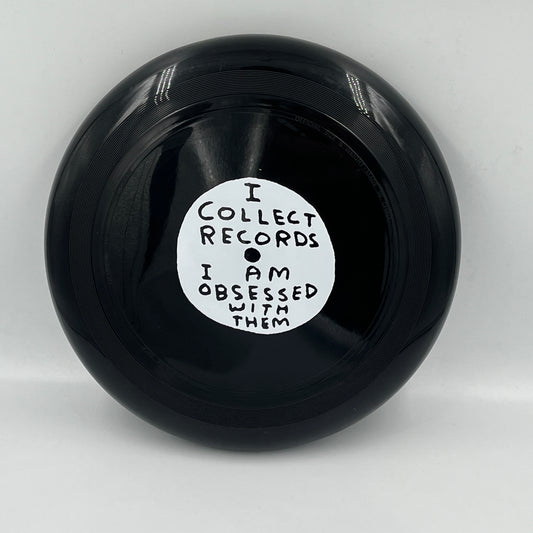 I
COLLECT
RECORDS
I AM
OBSESSED
WITH
THEM